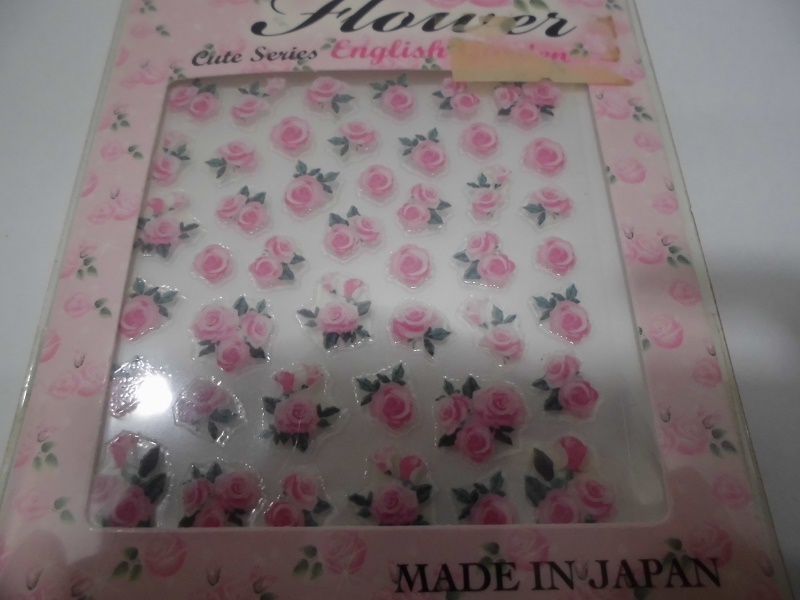 Flower
Cute Series English
MADE IN JAPAN